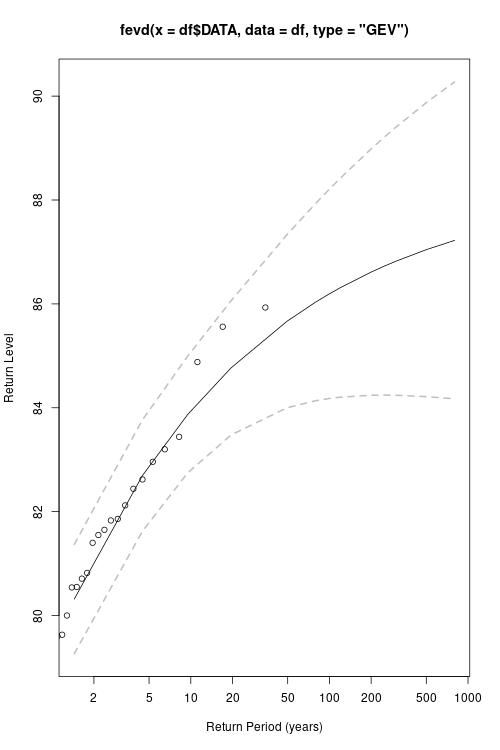 fevd(x = df$DATA, data = df, type = "GEV")
90
88
86
84
82
80
Return Level
2 5 10 20 50 100 200 500 1000
Return Period (years)